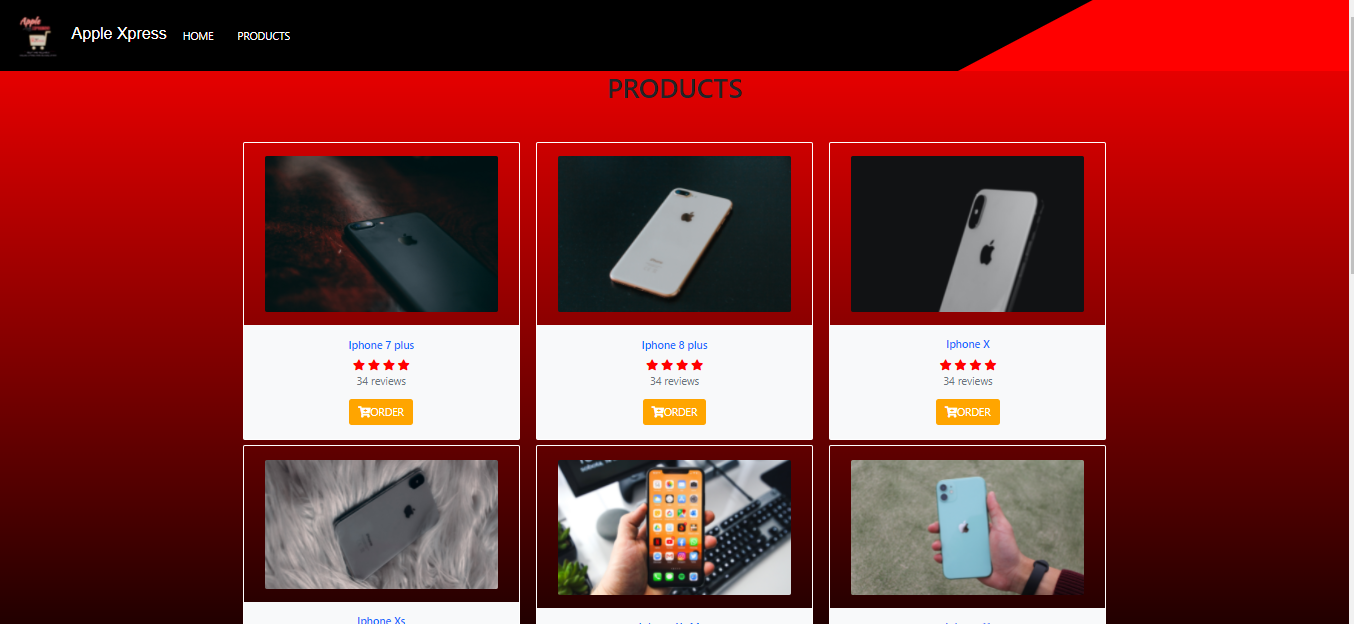 Apple
Apple Xpress
HOME
PRODUCTS
PRODUCTS
Iphone 7 plus
34 reviews
ORDER
Iphone 8 plus
34 reviews
ORDER
Iphone X
34 reviews
ORDER
Iphone Xs